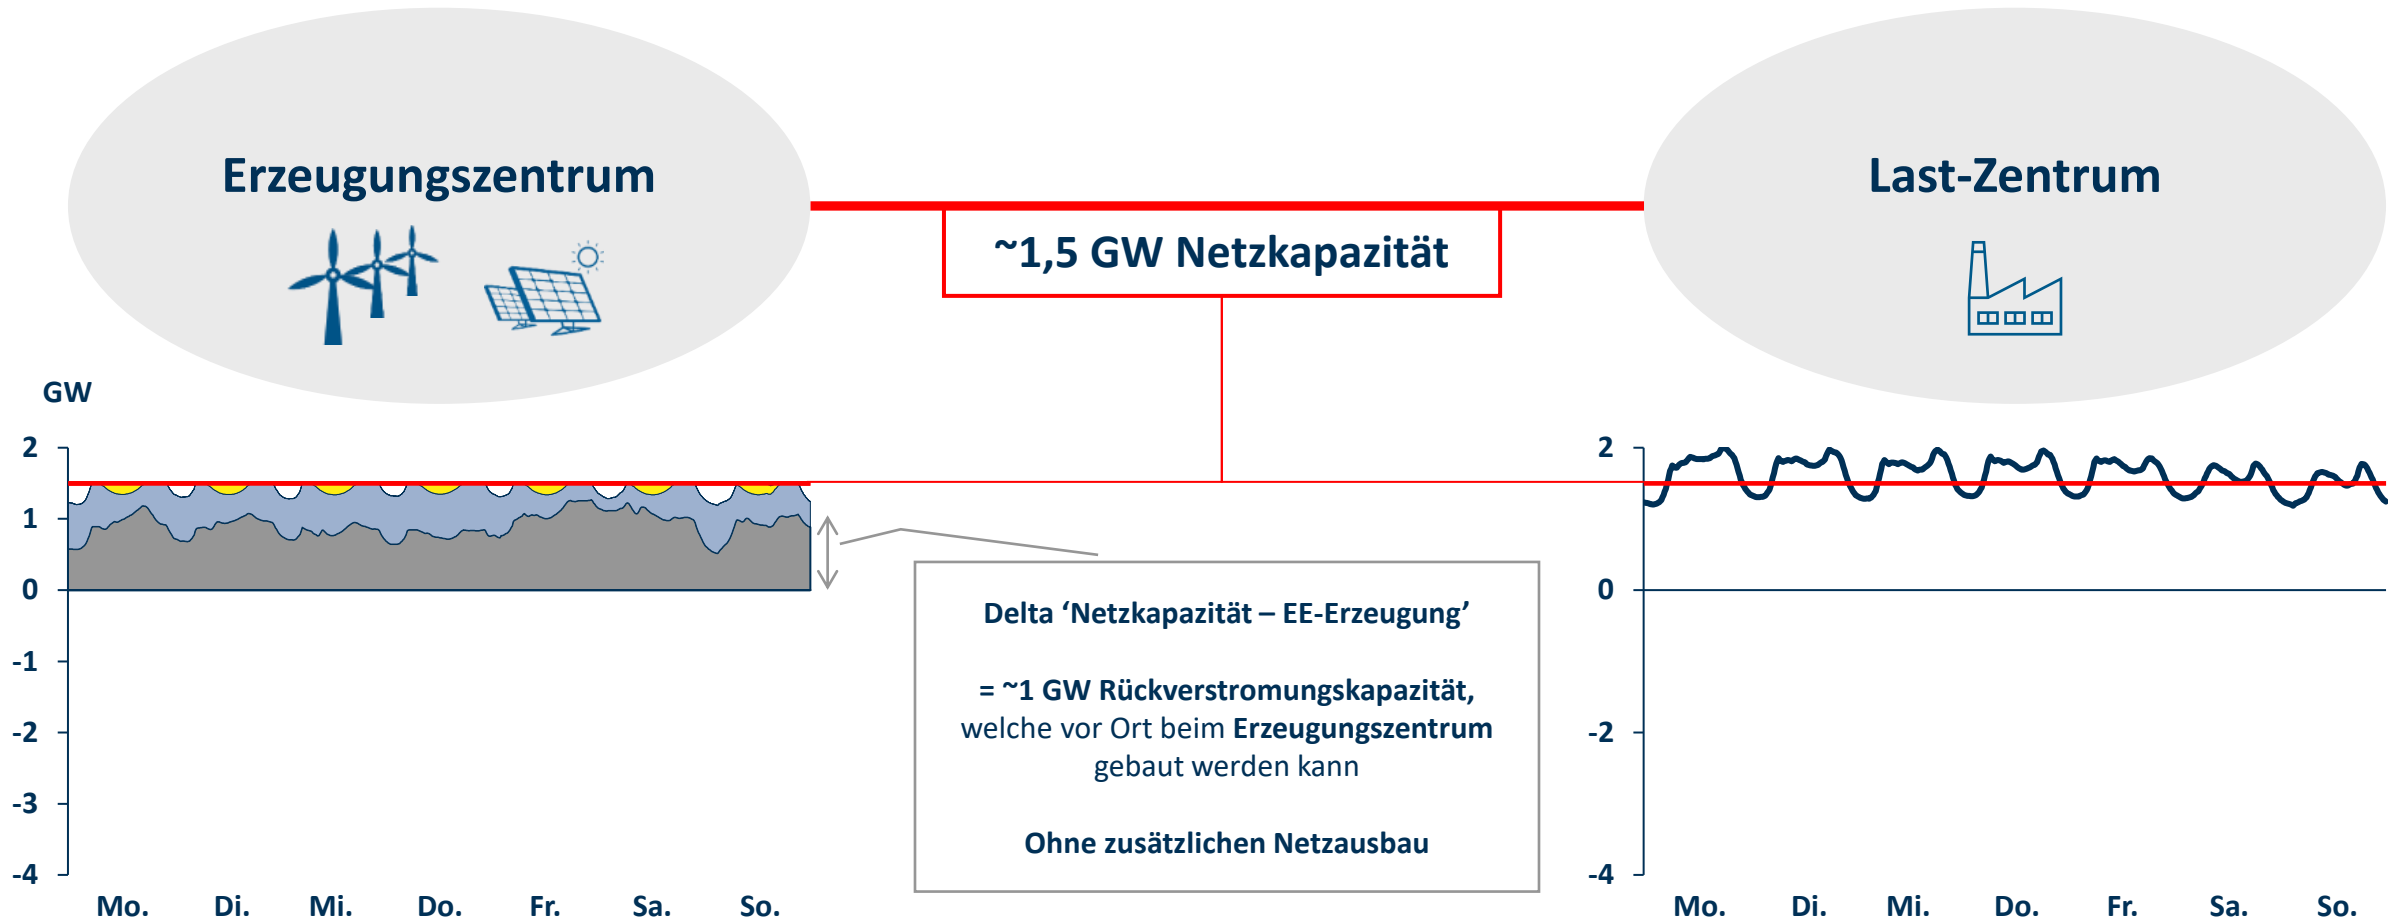 Erzeugungszentrum
Last-Zentrum
~1,5 GW Netzkapazität
GW
2
1
0
-1
-2
-3
-4
Mo. Di. Mi. Do. Fr. Sa. So.
Delta ‘Netzkapazität – EE-Erzeugung’
= ~1 GW Rückverstromungskapazität,
welche vor Ort beim Erzeugungszentrum
gebaut werden kann
Ohne zusätzlichen Netzausbau
2
0
-2
-4
Mo. Di. Mi. Do. Fr. Sa. So.